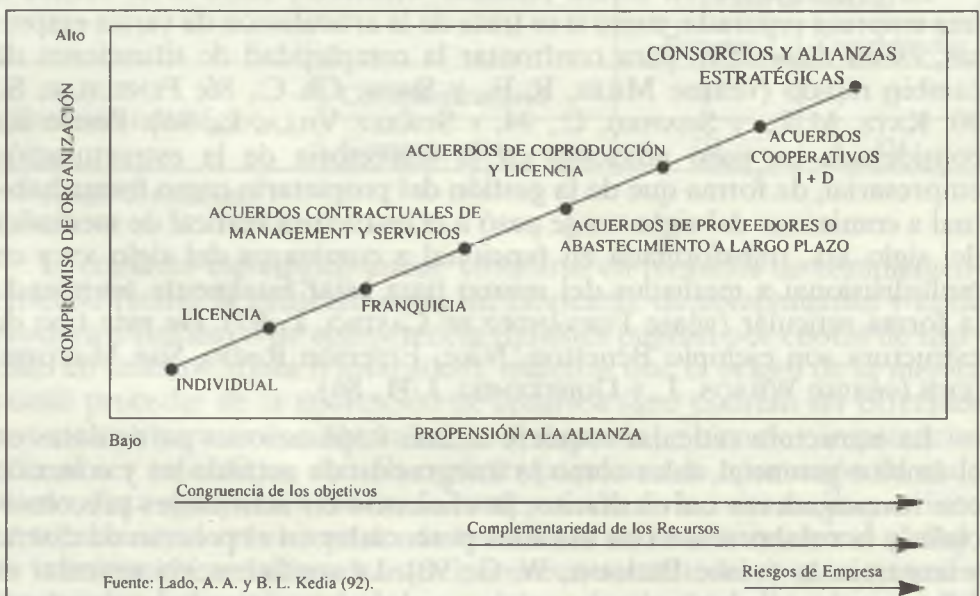 Alto
CONSORCIOS Y ALIANZAS
ESTRATÉGICAS
ACUERDOS
COOPERATIVOS
I + D
ACUERDOS DE COPRODUCCIÓN
Y LICENCIA
ACUERDOS DE PROVEEDORES O
ABASTECIMIENTO A LARGO PLAZO
ACUERDOS CONTRACTUALES DE
MANAGEMENT Y SERVICIOS
FRANQUICIA
LICENCIA
INDIVIDUAL
COMPROMISO DE ORGANIZACIÓN
Bajo
PROPENSIÓN A LA ALIANZA
Congruencia de los objetivos
Complementariedad de los Recursos
Riesgos de Empresa
Fuente: Lado, A. A. y B. L. Kedia (92).